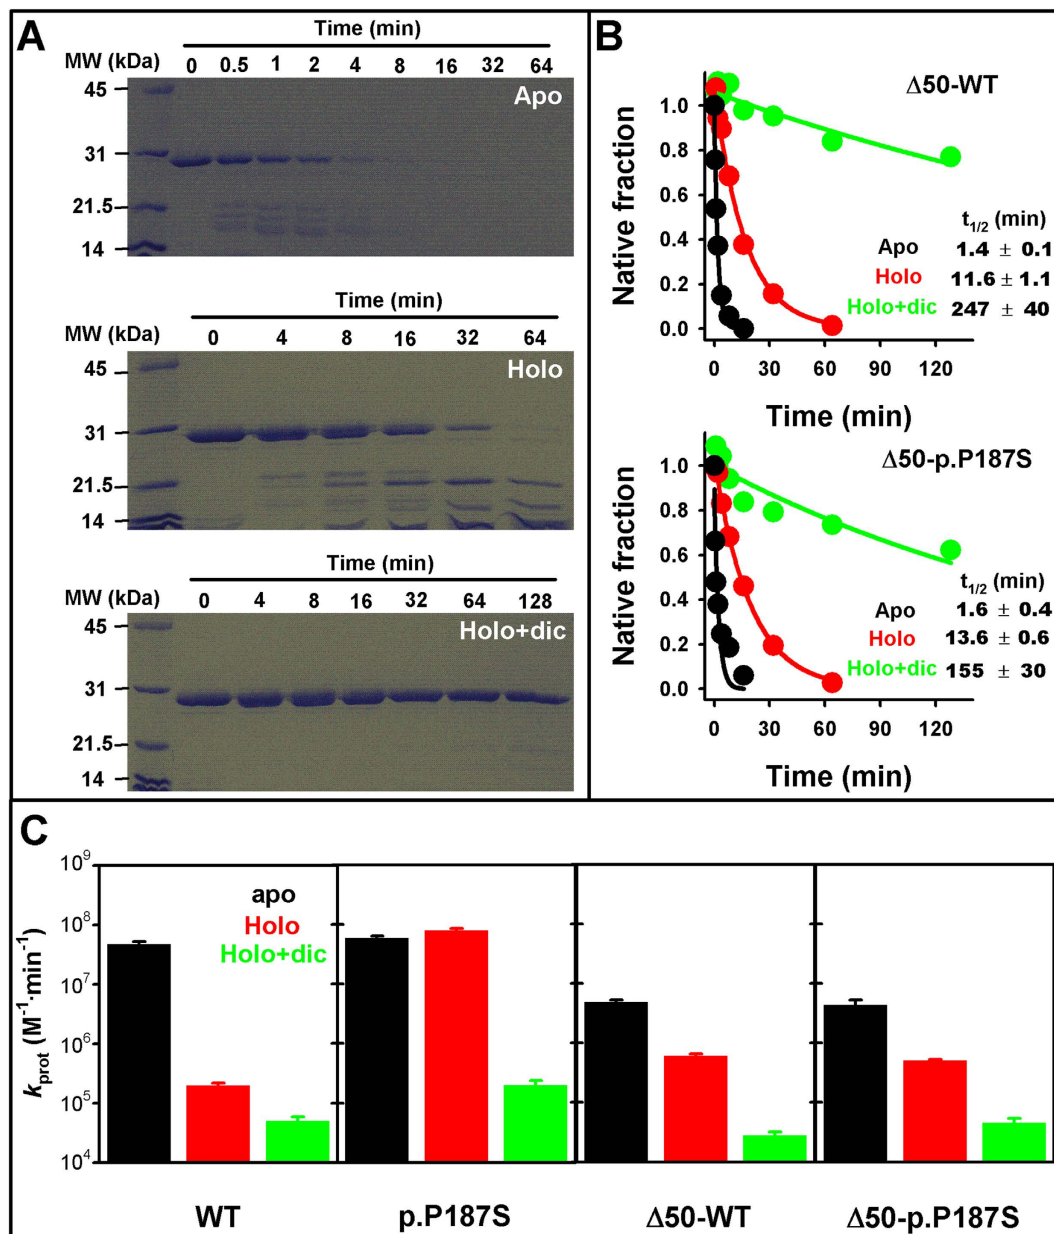 A
Time (min)
MW (kDa) 0 0.5 1 2 4 8 16 32 64
45
Apo
31
21.5
14
Time (min)
MW (kDa) 0 4 8 16 32 64
45
Holo
31
21.5
14
Time (min)
MW (kDa) 0 4 8 16 32 64 128
45
Holo+dic
31
21.5
14
B
Δ50-WT
Native fraction
1.0
0.8
0.6
0.4
0.2
0.0
t1/2 (min)
Apo 1.4 ± 0.1
Holo 11.6 ± 1.1
Holo+dic 247 ± 40
0 30 60 90 120
Time (min)
Δ50-p.P187S
Native fraction
1.0
0.8
0.6
0.4
0.2
0.0
t1/2 (min)
Apo 1.6 ± 0.4
Holo 13.6 ± 0.6
Holo+dic 155 ± 30
0 30 60 90 120
Time (min)
C
kprot (M⁻¹·min⁻¹)
10⁹
10⁸
10⁷
10⁶
10⁵
10⁴
apo
Holo
Holo+dic
WT p.P187S Δ50-WT Δ50-p.P187S